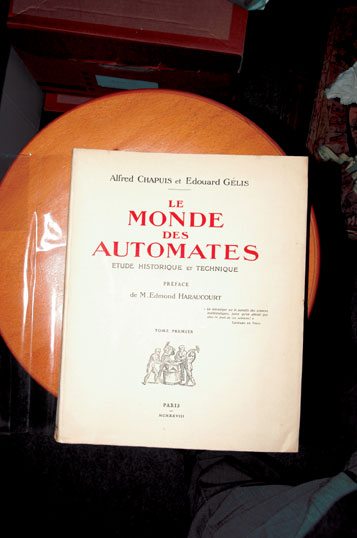 Alfred CHAPUIS et Edouard GÉLIS
LE
MONDE
DES
AUTOMATES
ETUDE HISTORIQUE ET TECHNIQUE
PRÉFACE
de M. Edmond HARAUCOURT
TOME PREMIER
PARIS
MCMXXVIII